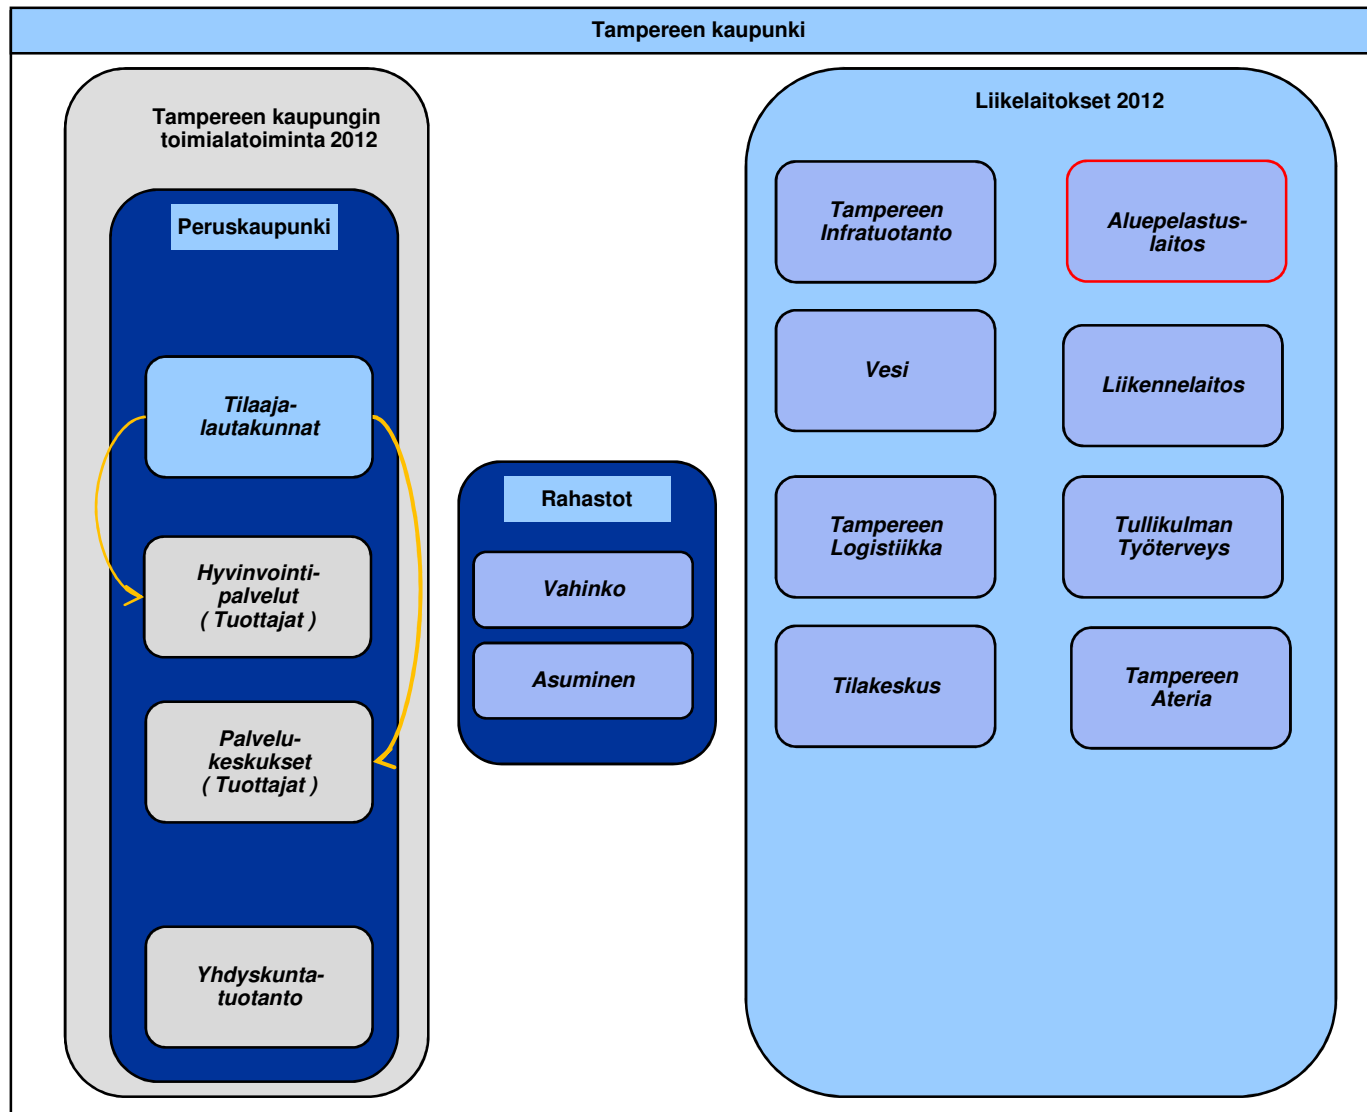 Tampereen kaupunki
Tampereen kaupungin
toimialatoiminta 2012
Peruskaupunki
Tilaaja-
lautakunnat
Hyvinvointi-
palvelut
( Tuottajat )
Palvelu-
keskukset
( Tuottajat )
Yhdyskunta-
tuotanto
Rahastot
Vahinko
Asuminen
Liikelaitokset 2012
Tampereen
Infratuotanto
Aluepelastus-
laitos
Vesi
Liikennelaitos
Tampereen
Logistiikka
Tullikulman
Työterveys
Tilakeskus
Tampereen
Ateria